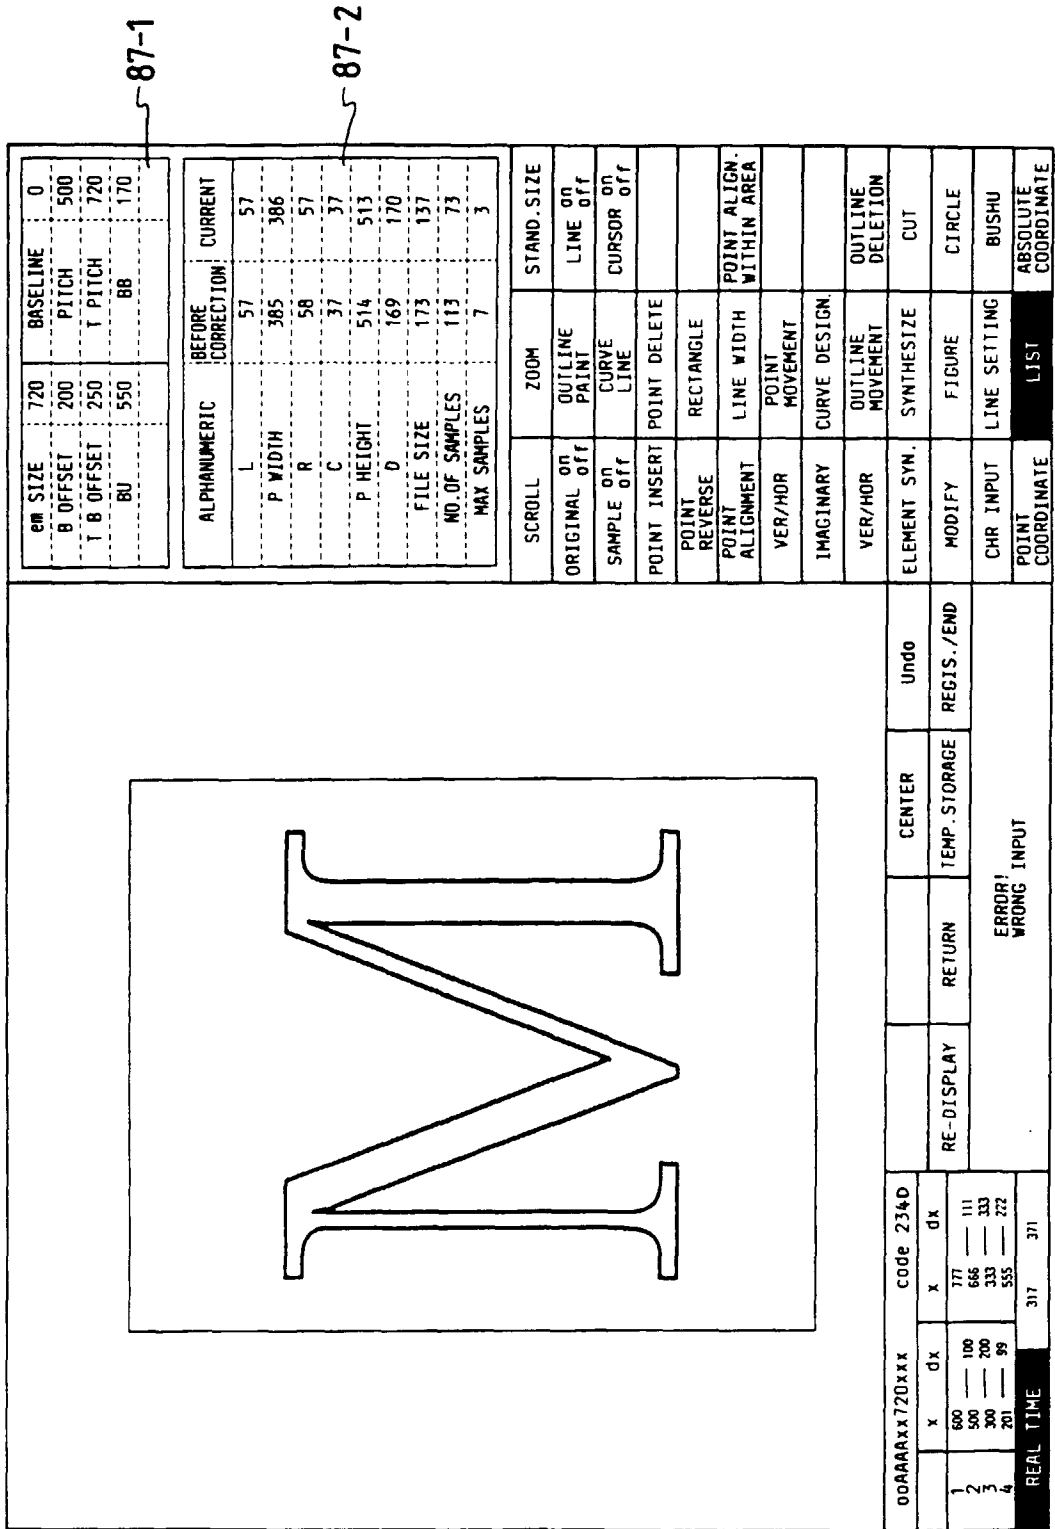 87-1
87-2
em SIZE 720 BASELINE 0
B OFFSET 200 PITCH 500
T B OFFSET 250 T PITCH 720
BU 550 BB 170
ALPHANUMERIC BEFORE CORRECTION CURRENT
L 57 57
P WIDTH 385 386
R 58 57
C 37 37
P HEIGHT 514 513
D 169 170
FILE SIZE 173 137
NO. OF SAMPLES 113 73
MAX SAMPLES 7 3
SCROLL ZOOM STAND. SIZE
ORIGINAL on off OUTLINE PAINT LINE on off
SAMPLE on off CURVE LINE CURSOR on off
POINT INSERT POINT DELETE
POINT REVERSE RECTANGLE
POINT ALIGNMENT LINE WIDTH POINT ALIGN. WITHIN AREA
VER/HOR POINT MOVEMENT
IMAGINARY CURVE DESIGN.
VER/HOR OUTLINE MOVEMENT OUTLINE DELETION
ELEMENT SYN. SYNTHESIZE CUT
MODIFY FIGURE CIRCLE
CHR INPUT LINE SETTING BUSHU
POINT COORDINATE LIST ABSOLUTE COORDINATE
M
ooAAAAxx720xxx code 234D CENTER Undo
x dx x dx RE-DISPLAY RETURN TEMP. STORAGE REGIS./END
1 600 777
2 500 — 100 666 — 111
3 300 — 200 333 — 333
4 201 — 99 555 — 222
ERROR!
WRONG INPUT
REAL TIME 317 371